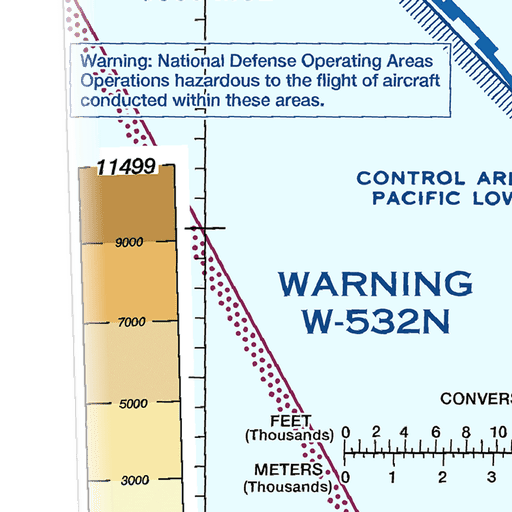 Warning: National Defense Operating Areas
Operations hazardous to the flight of aircraft
conducted within these areas.
11499
CONTROL ARE
PACIFIC LOW
9000
WARNING
W-532N
7000
5000
CONVERS
FEET
(Thousands)
0 2 4 6 8 10
METERS
(Thousands)
0 1 2 3
3000